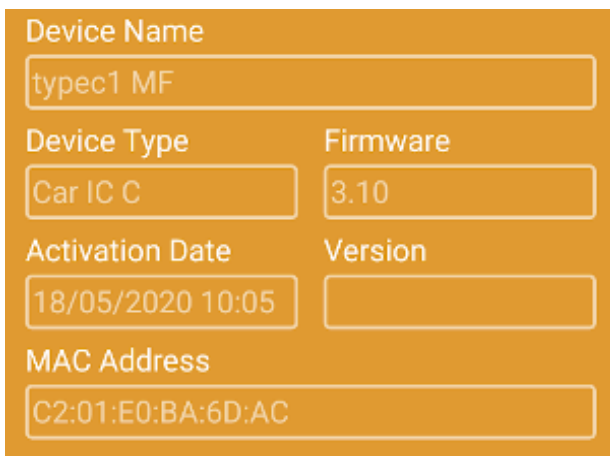 Device Name
typec1 MF
Device Type Firmware
Car IC C 3.10
Activation Date Version
18/05/2020 10:05
MAC Address
C2:01:E0:BA:6D:AC